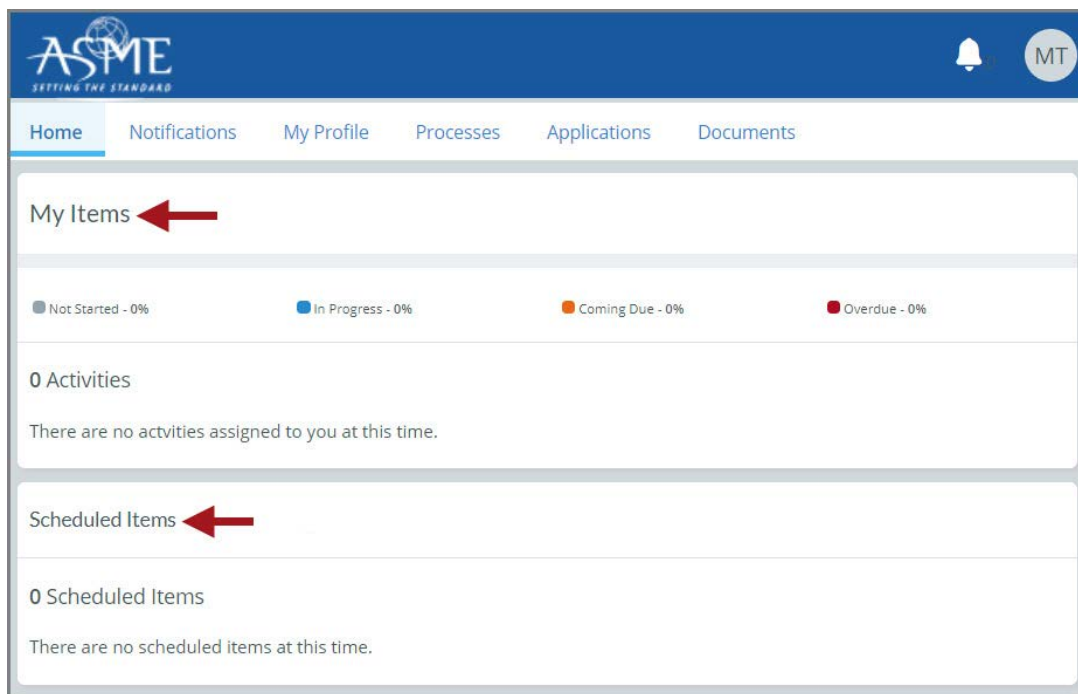 ASME
SETTING THE STANDARD
MT
Home Notifications My Profile Processes Applications Documents
My Items
Not Started - 0% In Progress - 0% Coming Due - 0% Overdue - 0%
0 Activities
There are no actvities assigned to you at this time.
Scheduled Items
0 Scheduled Items
There are no scheduled items at this time.